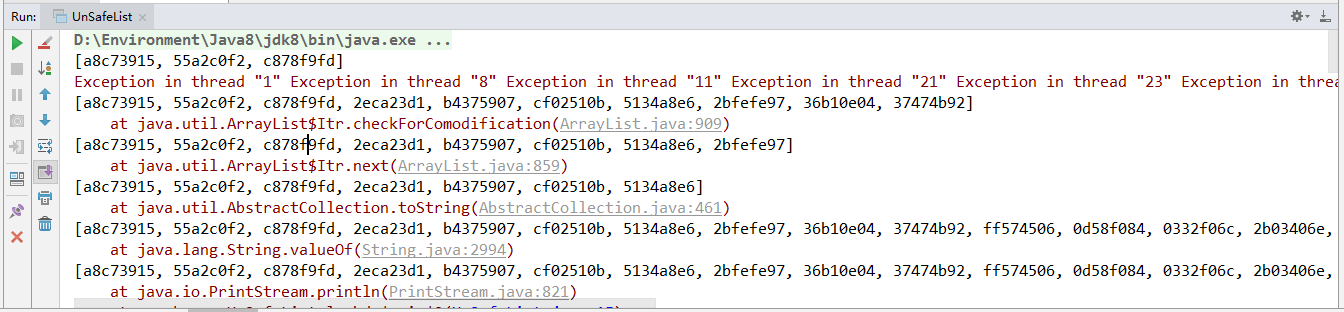 Run: UnSafeList
D:\Environment\Java8\jdk8\bin\java.exe ...
[a8c73915, 55a2c0f2, c878f9fd]
Exception in thread "1" Exception in thread "8" Exception in thread "11" Exception in thread "21" Exception in thread "23" Exception in threa
[a8c73915, 55a2c0f2, c878f9fd, 2eca23d1, b4375907, cf02510b, 5134a8e6, 2bfefe97, 36b10e04, 37474b92]
at java.util.ArrayList$Itr.checkForComodification(ArrayList.java:909)
[a8c73915, 55a2c0f2, c878f9fd, 2eca23d1, b4375907, cf02510b, 5134a8e6, 2bfefe97]
at java.util.ArrayList$Itr.next(ArrayList.java:859)
[a8c73915, 55a2c0f2, c878f9fd, 2eca23d1, b4375907, cf02510b, 5134a8e6]
at java.util.AbstractCollection.toString(AbstractCollection.java:461)
[a8c73915, 55a2c0f2, c878f9fd, 2eca23d1, b4375907, cf02510b, 5134a8e6, 2bfefe97, 36b10e04, 37474b92, ff574506, 0d58f084, 0332f06c, 2b03406e,
at java.lang.String.valueOf(String.java:2994)
[a8c73915, 55a2c0f2, c878f9fd, 2eca23d1, b4375907, cf02510b, 5134a8e6, 2bfefe97, 36b10e04, 37474b92, ff574506, 0d58f084, 0332f06c, 2b03406e,
at java.io.PrintStream.println(PrintStream.java:821)